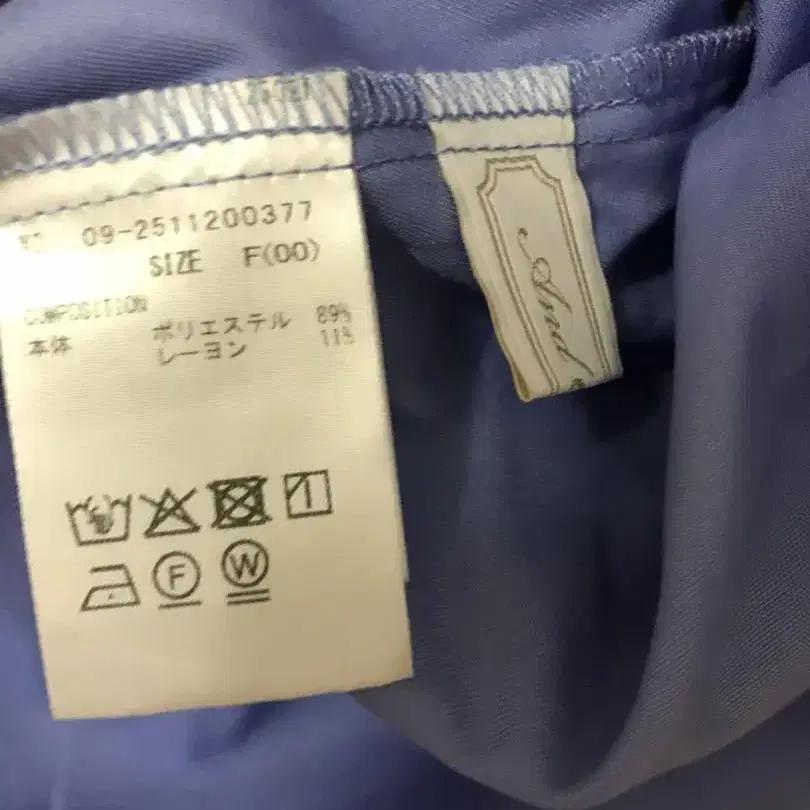 09-2511200377
SIZE F(00)
COMPOSITION
本体 ポリエステル 89%
レーヨン 11%
F W
And